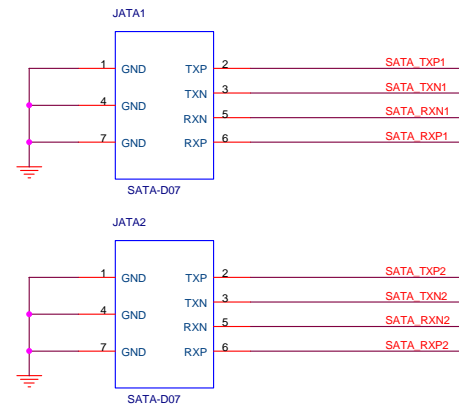 JATA1
1 GND TXP 2 SATA_TXP1
TXN 3 SATA_TXN1
4 GND
RXN 5 SATA_RXN1
7 GND RXP 6 SATA_RXP1
SATA-D07
JATA2
1 GND TXP 2 SATA_TXP2
TXN 3 SATA_TXN2
4 GND
RXN 5 SATA_RXN2
7 GND RXP 6 SATA_RXP2
SATA-D07